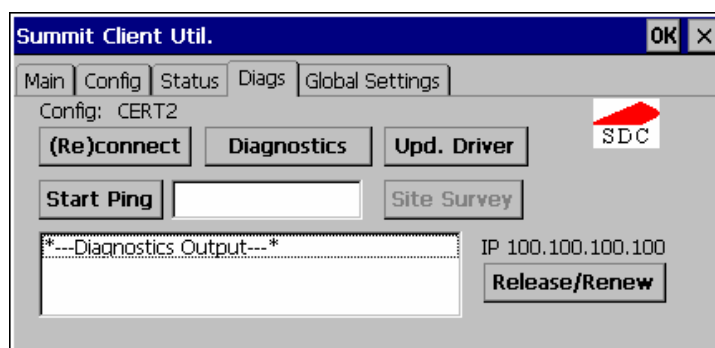 Summit Client Util. OK ×
Main Config Status Diags Global Settings
Config: CERT2
(Re)connect Diagnostics Upd. Driver SDC
Start Ping Site Survey
*---Diagnostics Output---*
IP 100.100.100.100
Release/Renew